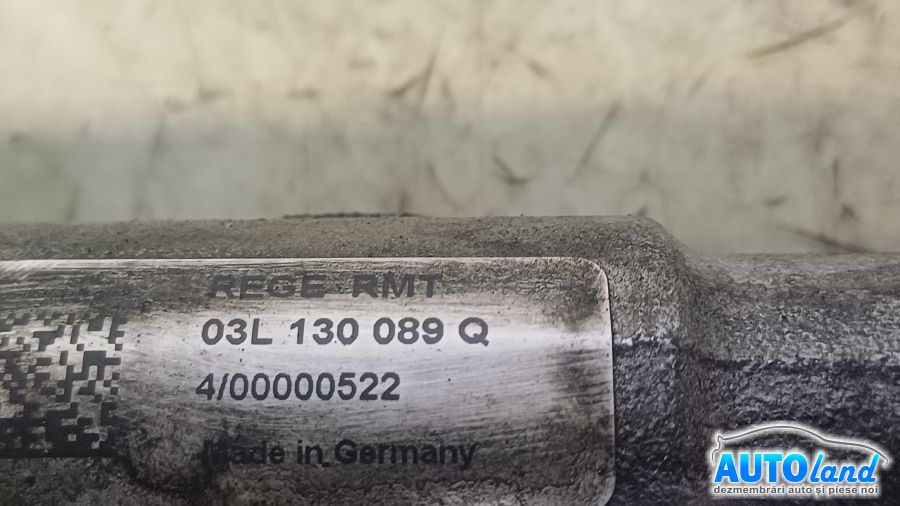 REGE RMT
03L 130 089 Q
4/00000522
Made in Germany
AUTOland
dezmembrări auto și piese noi